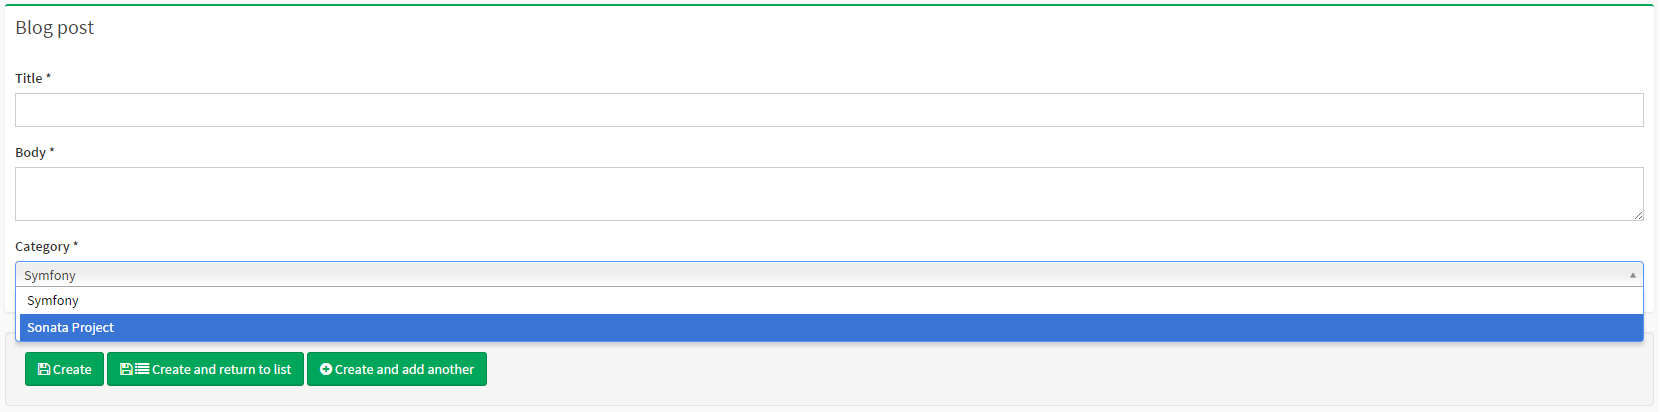 Blog post
Title *
Body *
Category *
Symfony
Symfony
Sonata Project
Create Create and return to list Create and add another